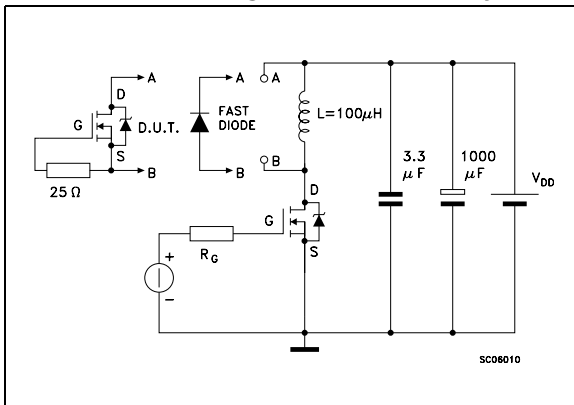 A A A
D
G D.U.T. FAST DIODE
S
B B B
25 Ω
L=100μH
3.3 μF
1000 μF
VDD
D
G
S
RG
+
-
SC06010